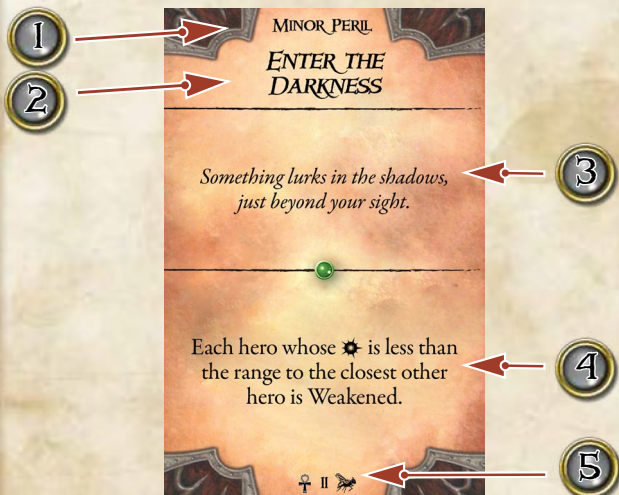 1
MINOR PERIL
2
ENTER THE
DARKNESS
3
Something lurks in the shadows,
just beyond your sight.
4
Each hero whose is less than
the range to the closest other
hero is Weakened.
5
II